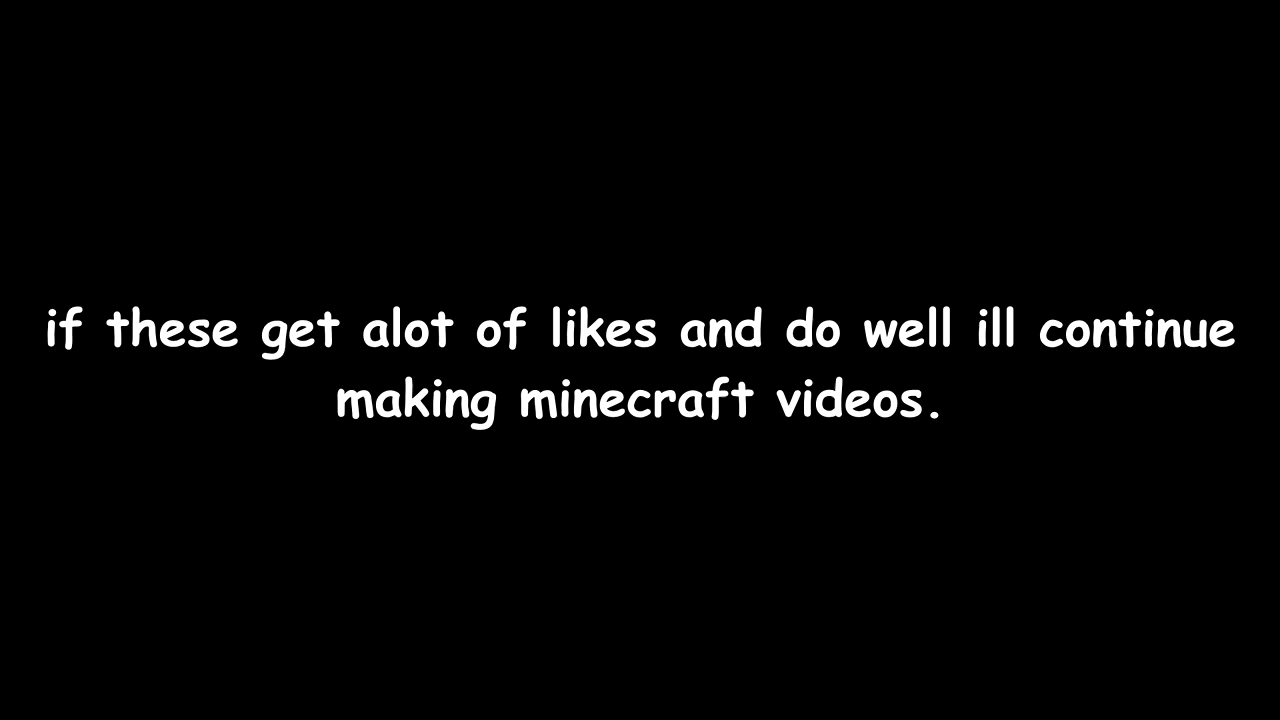 if these get alot of likes and do well ill continue
making minecraft videos.